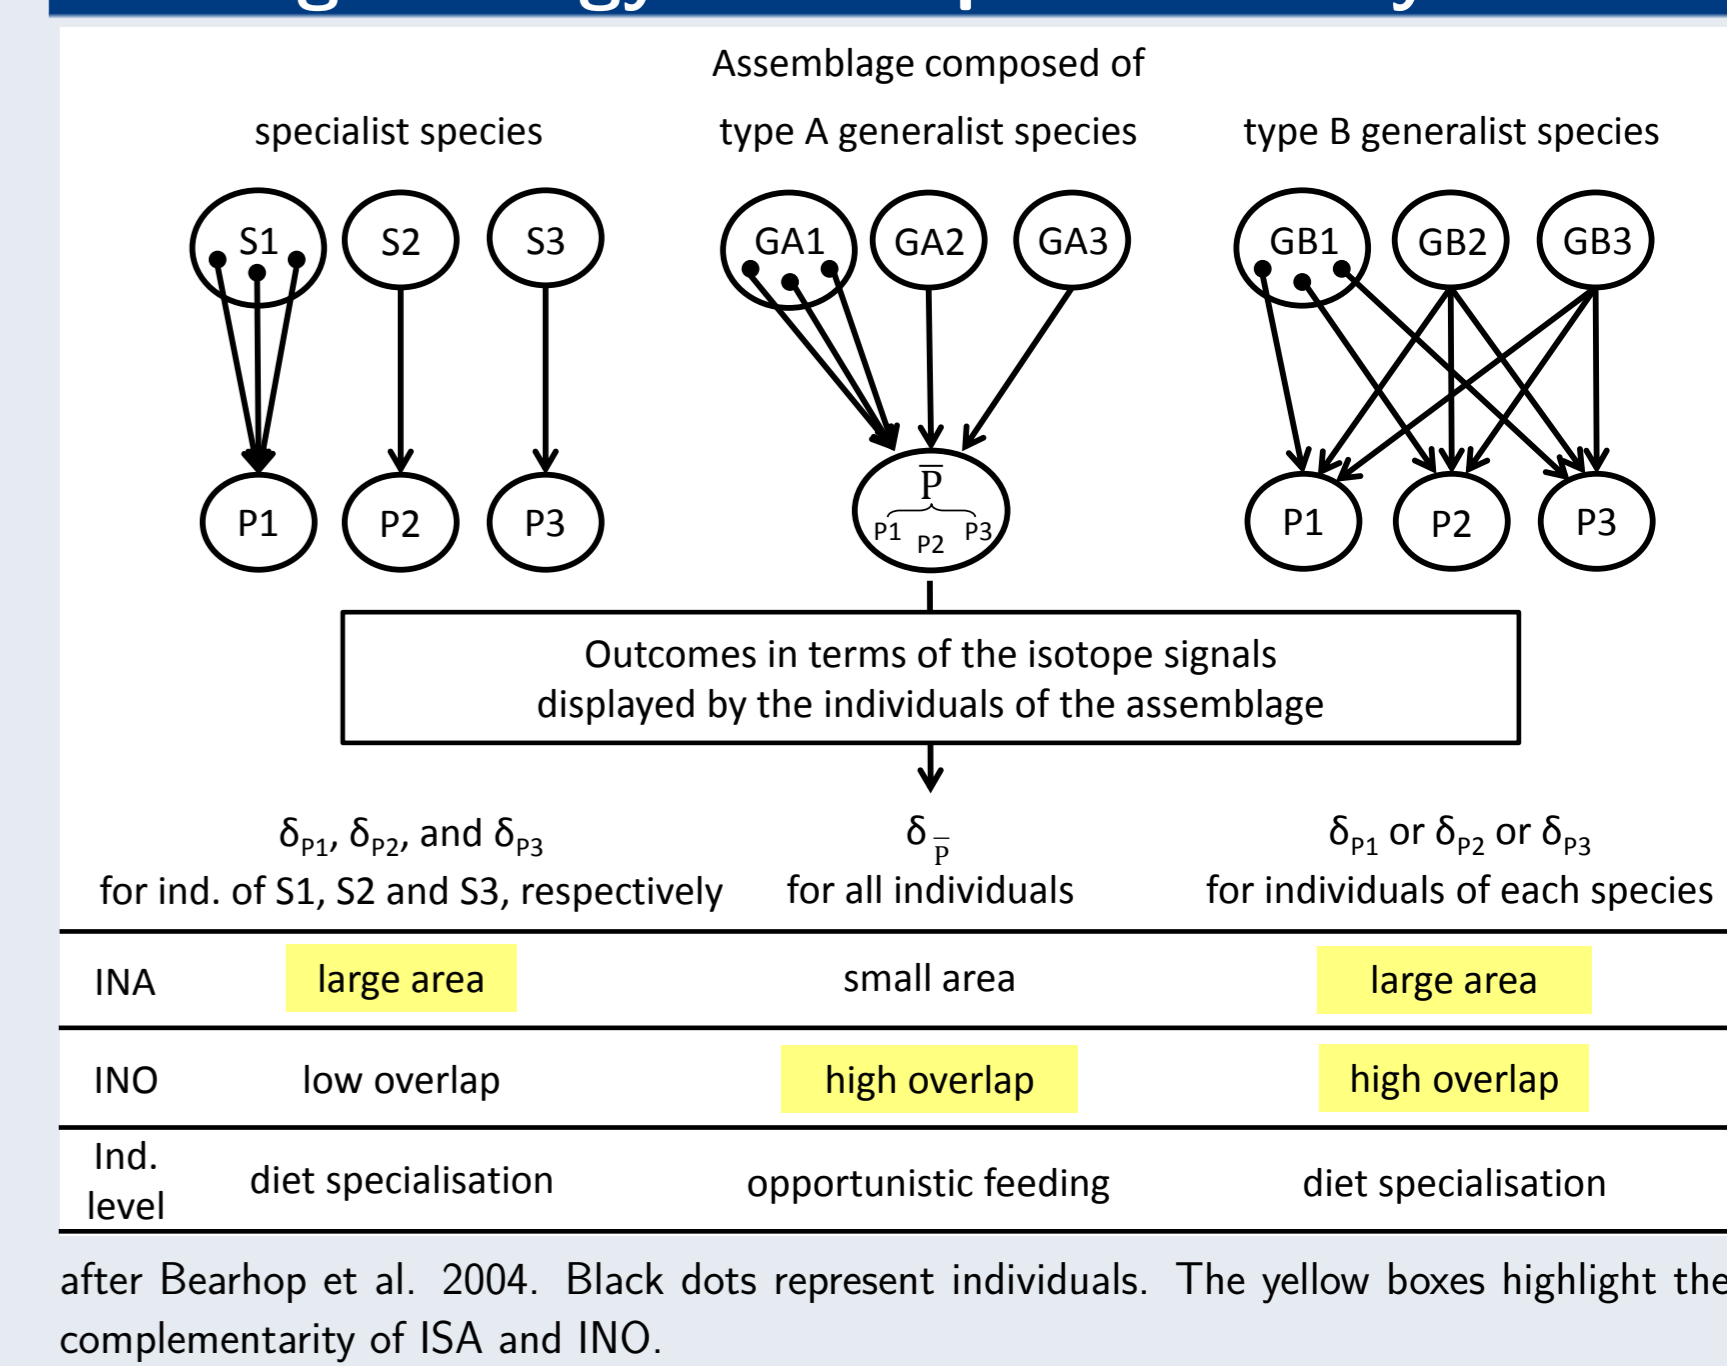 Assemblage composed of
specialist species type A generalist species type B generalist species
S1 S2 S3 GA1 GA2 GA3 GB1 GB2 GB3
P̅
P1 P2 P3 P1 P2 P3 P1 P2 P3
Outcomes in terms of the isotope signals
displayed by the individuals of the assemblage
δP1, δP2, and δP3 δP̅ δP1 or δP2 or δP3
for ind. of S1, S2 and S3, respectively for all individuals for individuals of each species
INA large area small area large area
INO low overlap high overlap high overlap
Ind.
level diet specialisation opportunistic feeding diet specialisation
after Bearhop et al. 2004. Black dots represent individuals. The yellow boxes highlight the
complementarity of ISA and INO.